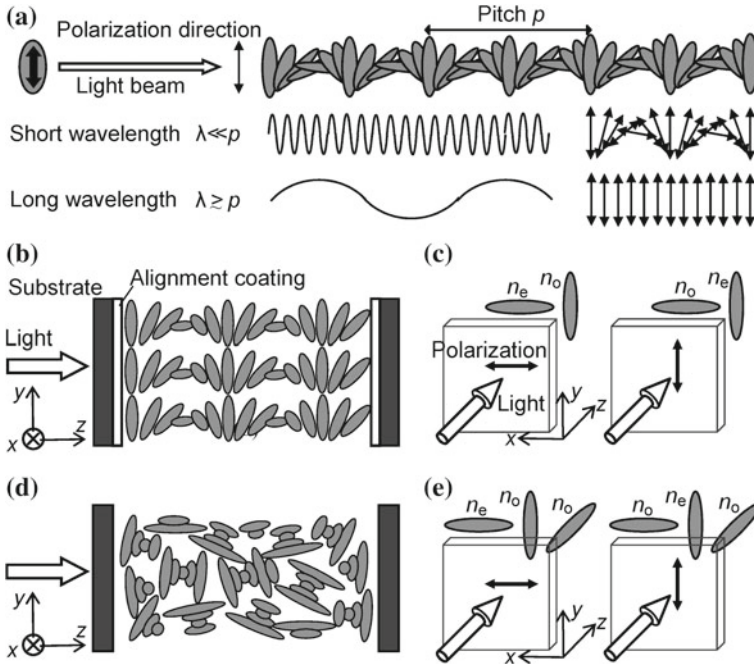 (a)
Polarization direction
Light beam
Pitch p
Short wavelength λ≪p
Long wavelength λ≳p
(b)
Alignment coating
Substrate
Light
y
x
z
(c)
nₑ
nₒ
nₒ
nₑ
Polarization
Light
y
z
x
(d)
y
x
z
(e)
nₑ
nₒ
nₒ
nₒ
nₑ
nₒ
y
z
x